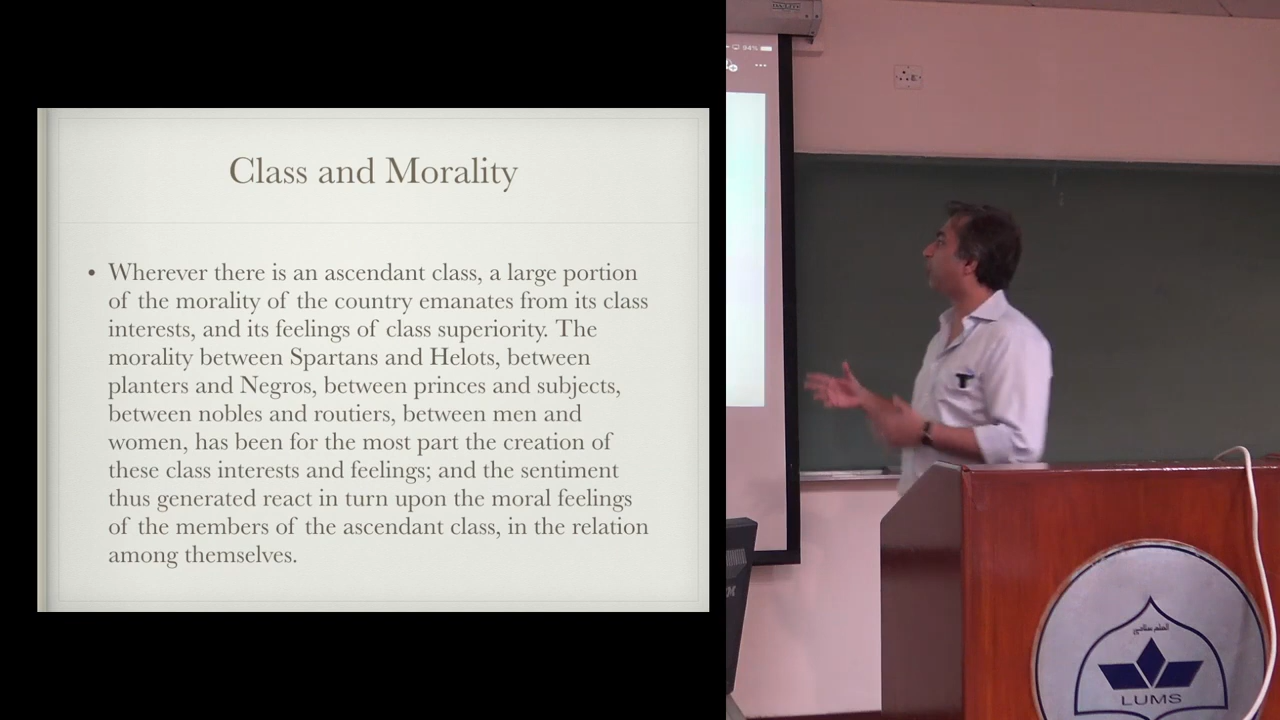 Class and Morality
• Wherever there is an ascendant class, a large portion
of the morality of the country emanates from its class
interests, and its feelings of class superiority. The
morality between Spartans and Helots, between
planters and Negros, between princes and subjects,
between nobles and routiers, between men and
women, has been for the most part the creation of
these class interests and feelings; and the sentiment
thus generated react in turn upon the moral feelings
of the members of the ascendant class, in the relation
among themselves.
94%
LUMS